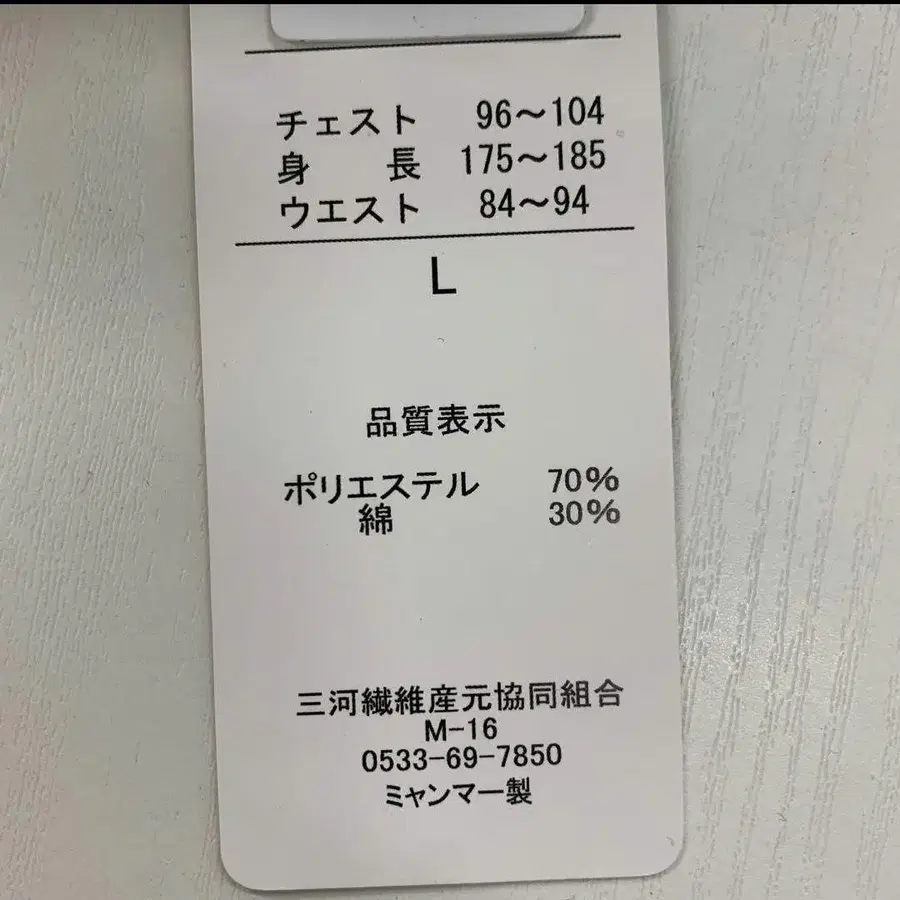 チェスト 96～104
身 長 175～185
ウエスト 84～94
L
品質表示
ポリエステル 70%
綿 30%
三河繊維産元協同組合
M-16
0533-69-7850
ミャンマー製